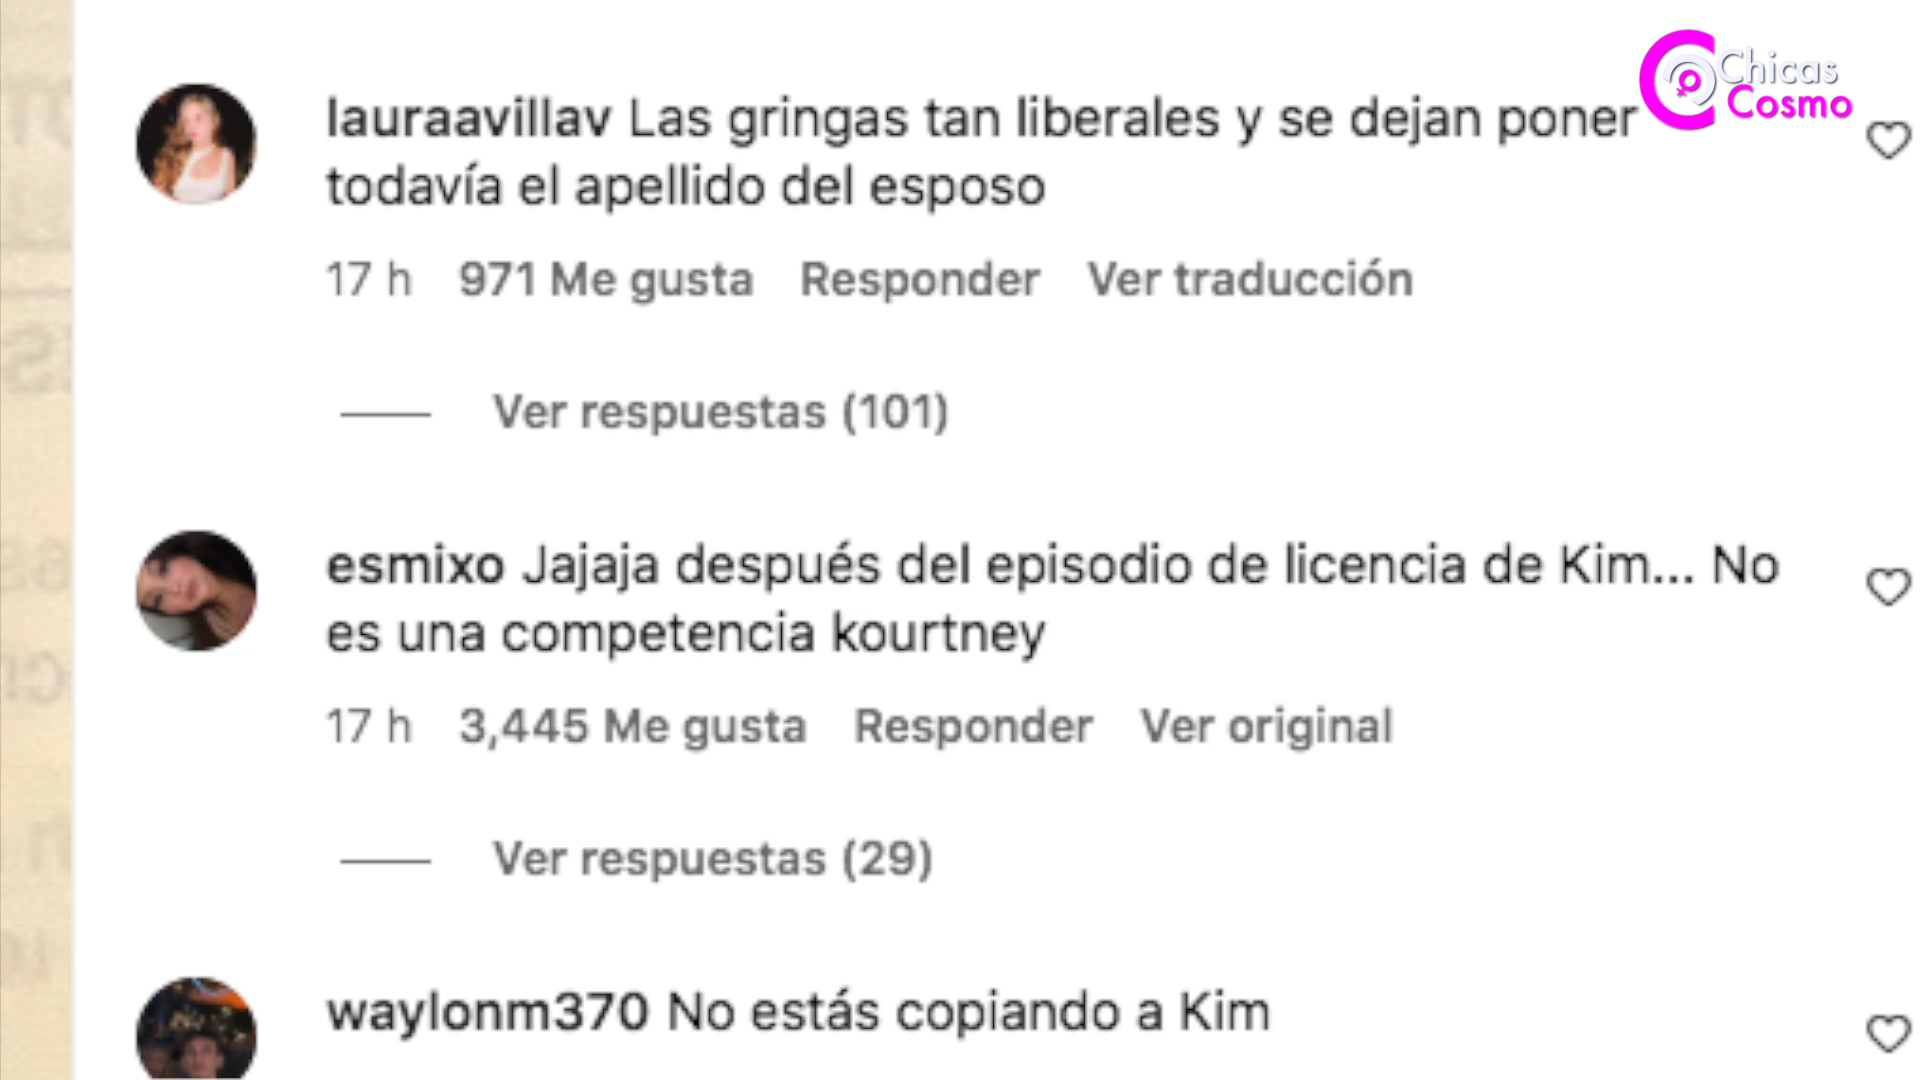 Chicas
Cosmo
lauraavillav Las gringas tan liberales y se dejan poner
todavía el apellido del esposo
17 h 971 Me gusta Responder Ver traducción
Ver respuestas (101)
esmixo Jajaja después del episodio de licencia de Kim... No
es una competencia kourtney
17 h 3,445 Me gusta Responder Ver original
Ver respuestas (29)
waylonm370 No estás copiando a Kim